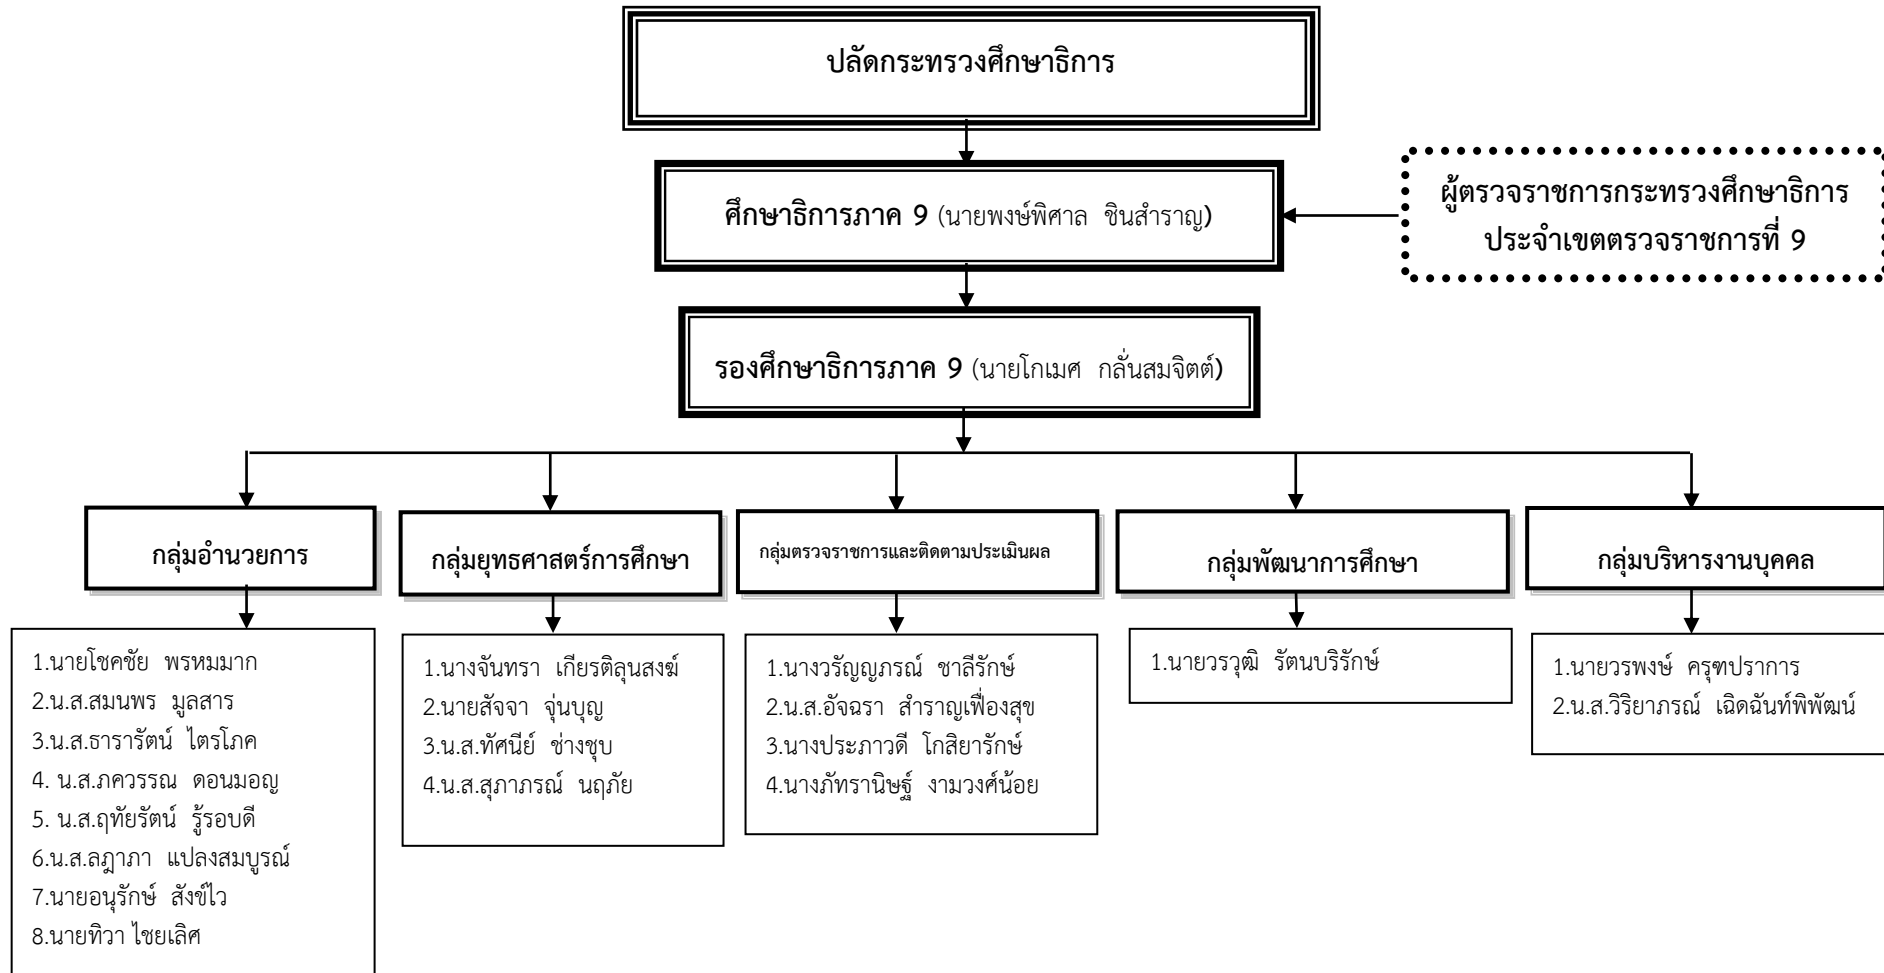 ปลัดกระทรวงศึกษาธิการ
ศึกษาธิการภาค 9 (นายพงษ์พิศาล ชินสำราญ)
ผู้ตรวจราชการกระทรวงศึกษาธิการ
ประจำเขตตรวจราชการที่ 9
รองศึกษาธิการภาค 9 (นายโกเมศ กลั่นสมจิตต์)
กลุ่มอำนวยการ
1.นายโชคชัย พรหมมาก
2.น.ส.สมนพร มูลสาร
3.น.ส.ธารารัตน์ ไตรโภค
4. น.ส.ภควรรณ ดอนมอญ
5. น.ส.ฤทัยรัตน์ รู้รอบดี
6.น.ส.ลฎาภา แปลงสมบูรณ์
7.นายอนุรักษ์ สังข์ไว
8.นายทิวา ไชยเลิศ
กลุ่มยุทธศาสตร์การศึกษา
1.นางจันทรา เกียรติลุนสงฆ์
2.นายสัจจา จุ่นบุญ
3.น.ส.ทัศนีย์ ช่างชุบ
4.น.ส.สุภาภรณ์ นฤภัย
กลุ่มตรวจราชการและติดตามประเมินผล
1.นางวรัญญภรณ์ ชาลีรักษ์
2.น.ส.อัจฉรา สำราญเฟื่องสุข
3.นางประภาวดี โกสิยารักษ์
4.นางภัทรานิษฐ์ งามวงศ์น้อย
กลุ่มพัฒนาการศึกษา
1.นายวรวุฒิ รัตนบริรักษ์
กลุ่มบริหารงานบุคคล
1.นายวรพงษ์ ครุฑปราการ
2.น.ส.วิริยาภรณ์ เฉิดฉันท์พิพัฒน์